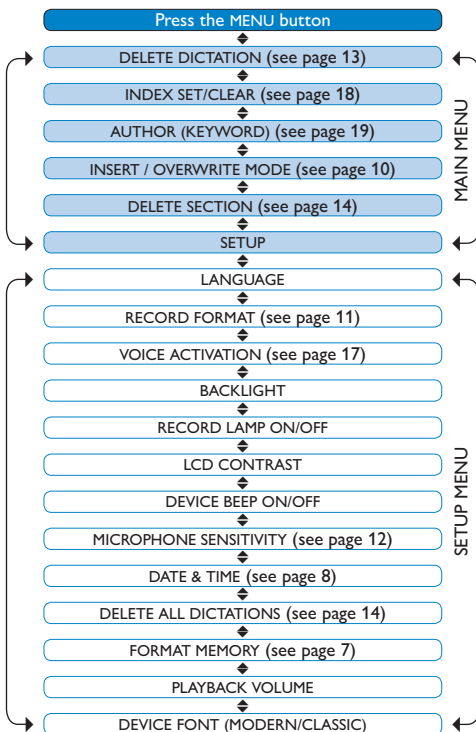 Press the MENU button
DELETE DICTATION (see page 13)
INDEX SET/CLEAR (see page 18)
AUTHOR (KEYWORD) (see page 19)
INSERT / OVERWRITE MODE (see page 10)
DELETE SECTION (see page 14)
SETUP
MAIN MENU
LANGUAGE
RECORD FORMAT (see page 11)
VOICE ACTIVATION (see page 17)
BACKLIGHT
RECORD LAMP ON/OFF
LCD CONTRAST
DEVICE BEEP ON/OFF
MICROPHONE SENSITIVITY (see page 12)
DATE & TIME (see page 8)
DELETE ALL DICTATIONS (see page 14)
FORMAT MEMORY (see page 7)
PLAYBACK VOLUME
DEVICE FONT (MODERN/CLASSIC)
SETUP MENU